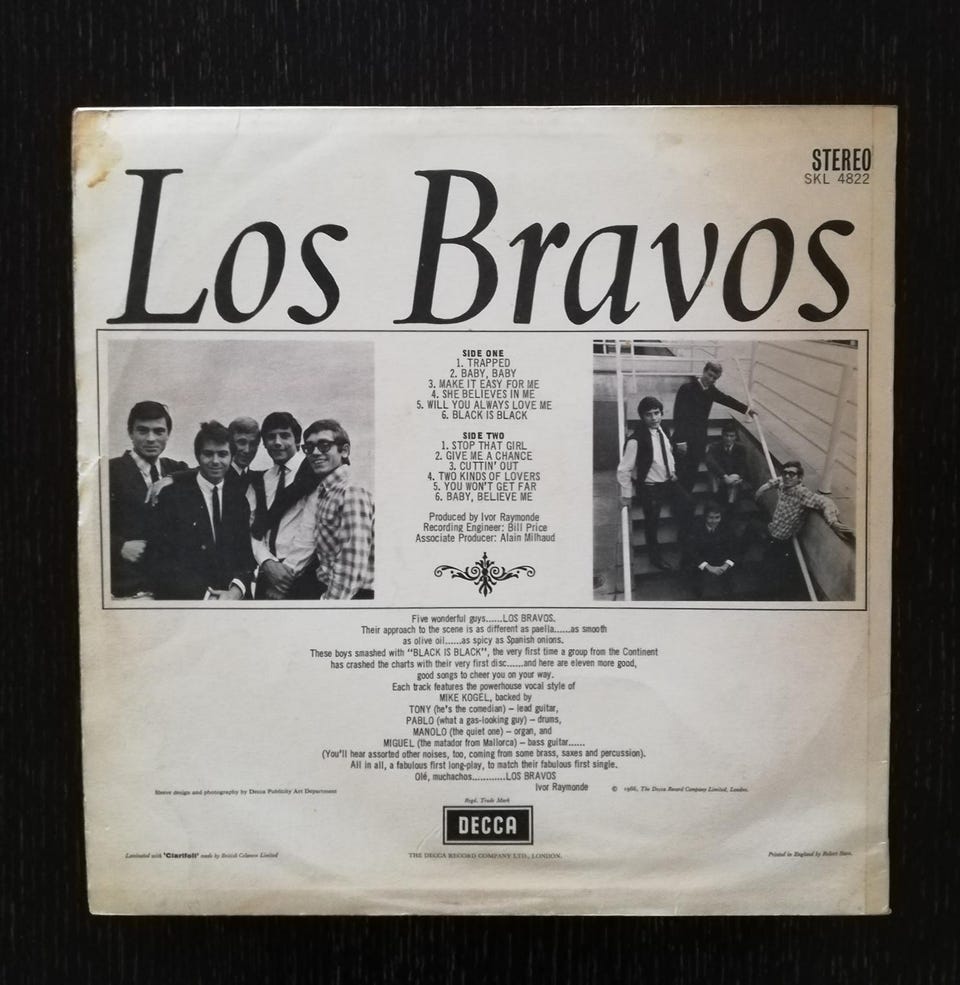 STEREO
SKL 4822
Los Bravos
SIDE ONE
1. TRAPPED
2. BABY, BABY
3. MAKE IT EASY FOR ME
4. SHE BELIEVES IN ME
5. WILL YOU ALWAYS LOVE ME
6. BLACK IS BLACK
SIDE TWO
1. STOP THAT GIRL
2. GIVE ME A CHANCE
3. CUTTIN' OUT
4. TWO KINDS OF LOVERS
5. YOU WON'T GET FAR
6. BABY, BELIEVE ME
Produced by Ivor Raymonde
Recording Engineer: Bill Price
Associate Producer: Alain Milhaud
Five wonderful guys......LOS BRAVOS.
Their approach to the scene is as different as paella......as smooth
as olive oil......as spicy as Spanish onions.
These boys smashed with "BLACK IS BLACK", the very first time a group from the Continent
has crashed the charts with their very first disc......and here are eleven more good,
good songs to cheer you on your way.
Each track features the powerhouse vocal style of
MIKE KOGEL, backed by
TONY (he's the comedian) – lead guitar,
PABLO (what a gas-looking guy) – drums,
MANOLO (the quiet one) – organ, and
MIGUEL (the matador from Mallorca) – bass guitar......
(You'll hear assorted other noises, too, coming from some brass, saxes and percussion).
All in all, a fabulous first long-play, to match their fabulous first single.
Olé, muchachos............LOS BRAVOS
Ivor Raymonde
Sleeve design and photography by Decca Publicity Art Department
© 1966, The Decca Record Company Limited, London.
Regd. Trade Mark
DECCA
Laminated with 'Clarifoil' made by British Celanese Limited
THE DECCA RECORD COMPANY LTD., LONDON.
Printed in England by Robert Stace.